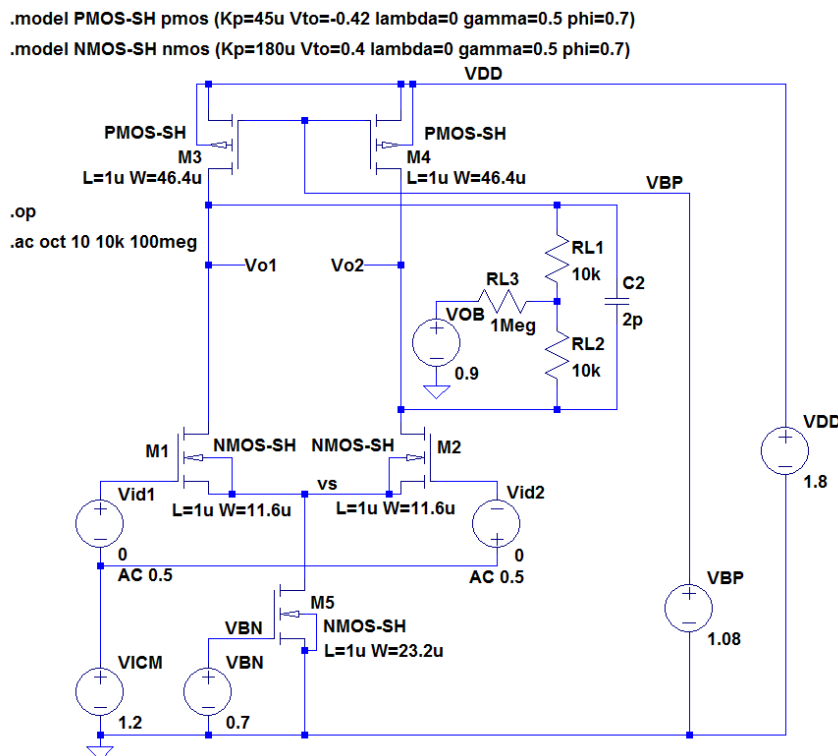 .model PMOS-SH pmos (Kp=45u Vto=-0.42 lambda=0 gamma=0.5 phi=0.7)
.model NMOS-SH nmos (Kp=180u Vto=0.4 lambda=0 gamma=0.5 phi=0.7)
VDD
PMOS-SH
M3
L=1u W=46.4u
PMOS-SH
M4
L=1u W=46.4u
VBP
.op
.ac oct 10 10k 100meg
Vo1
Vo2
RL1
10k
C2
2p
RL3
1Meg
VOB
0.9
RL2
10k
M1
NMOS-SH
L=1u W=11.6u
NMOS-SH
M2
L=1u W=11.6u
vs
VDD
1.8
Vid1
0
AC 0.5
Vid2
0
AC 0.5
M5
NMOS-SH
L=1u W=23.2u
VBN
VBN
0.7
VICM
1.2
VBP
1.08